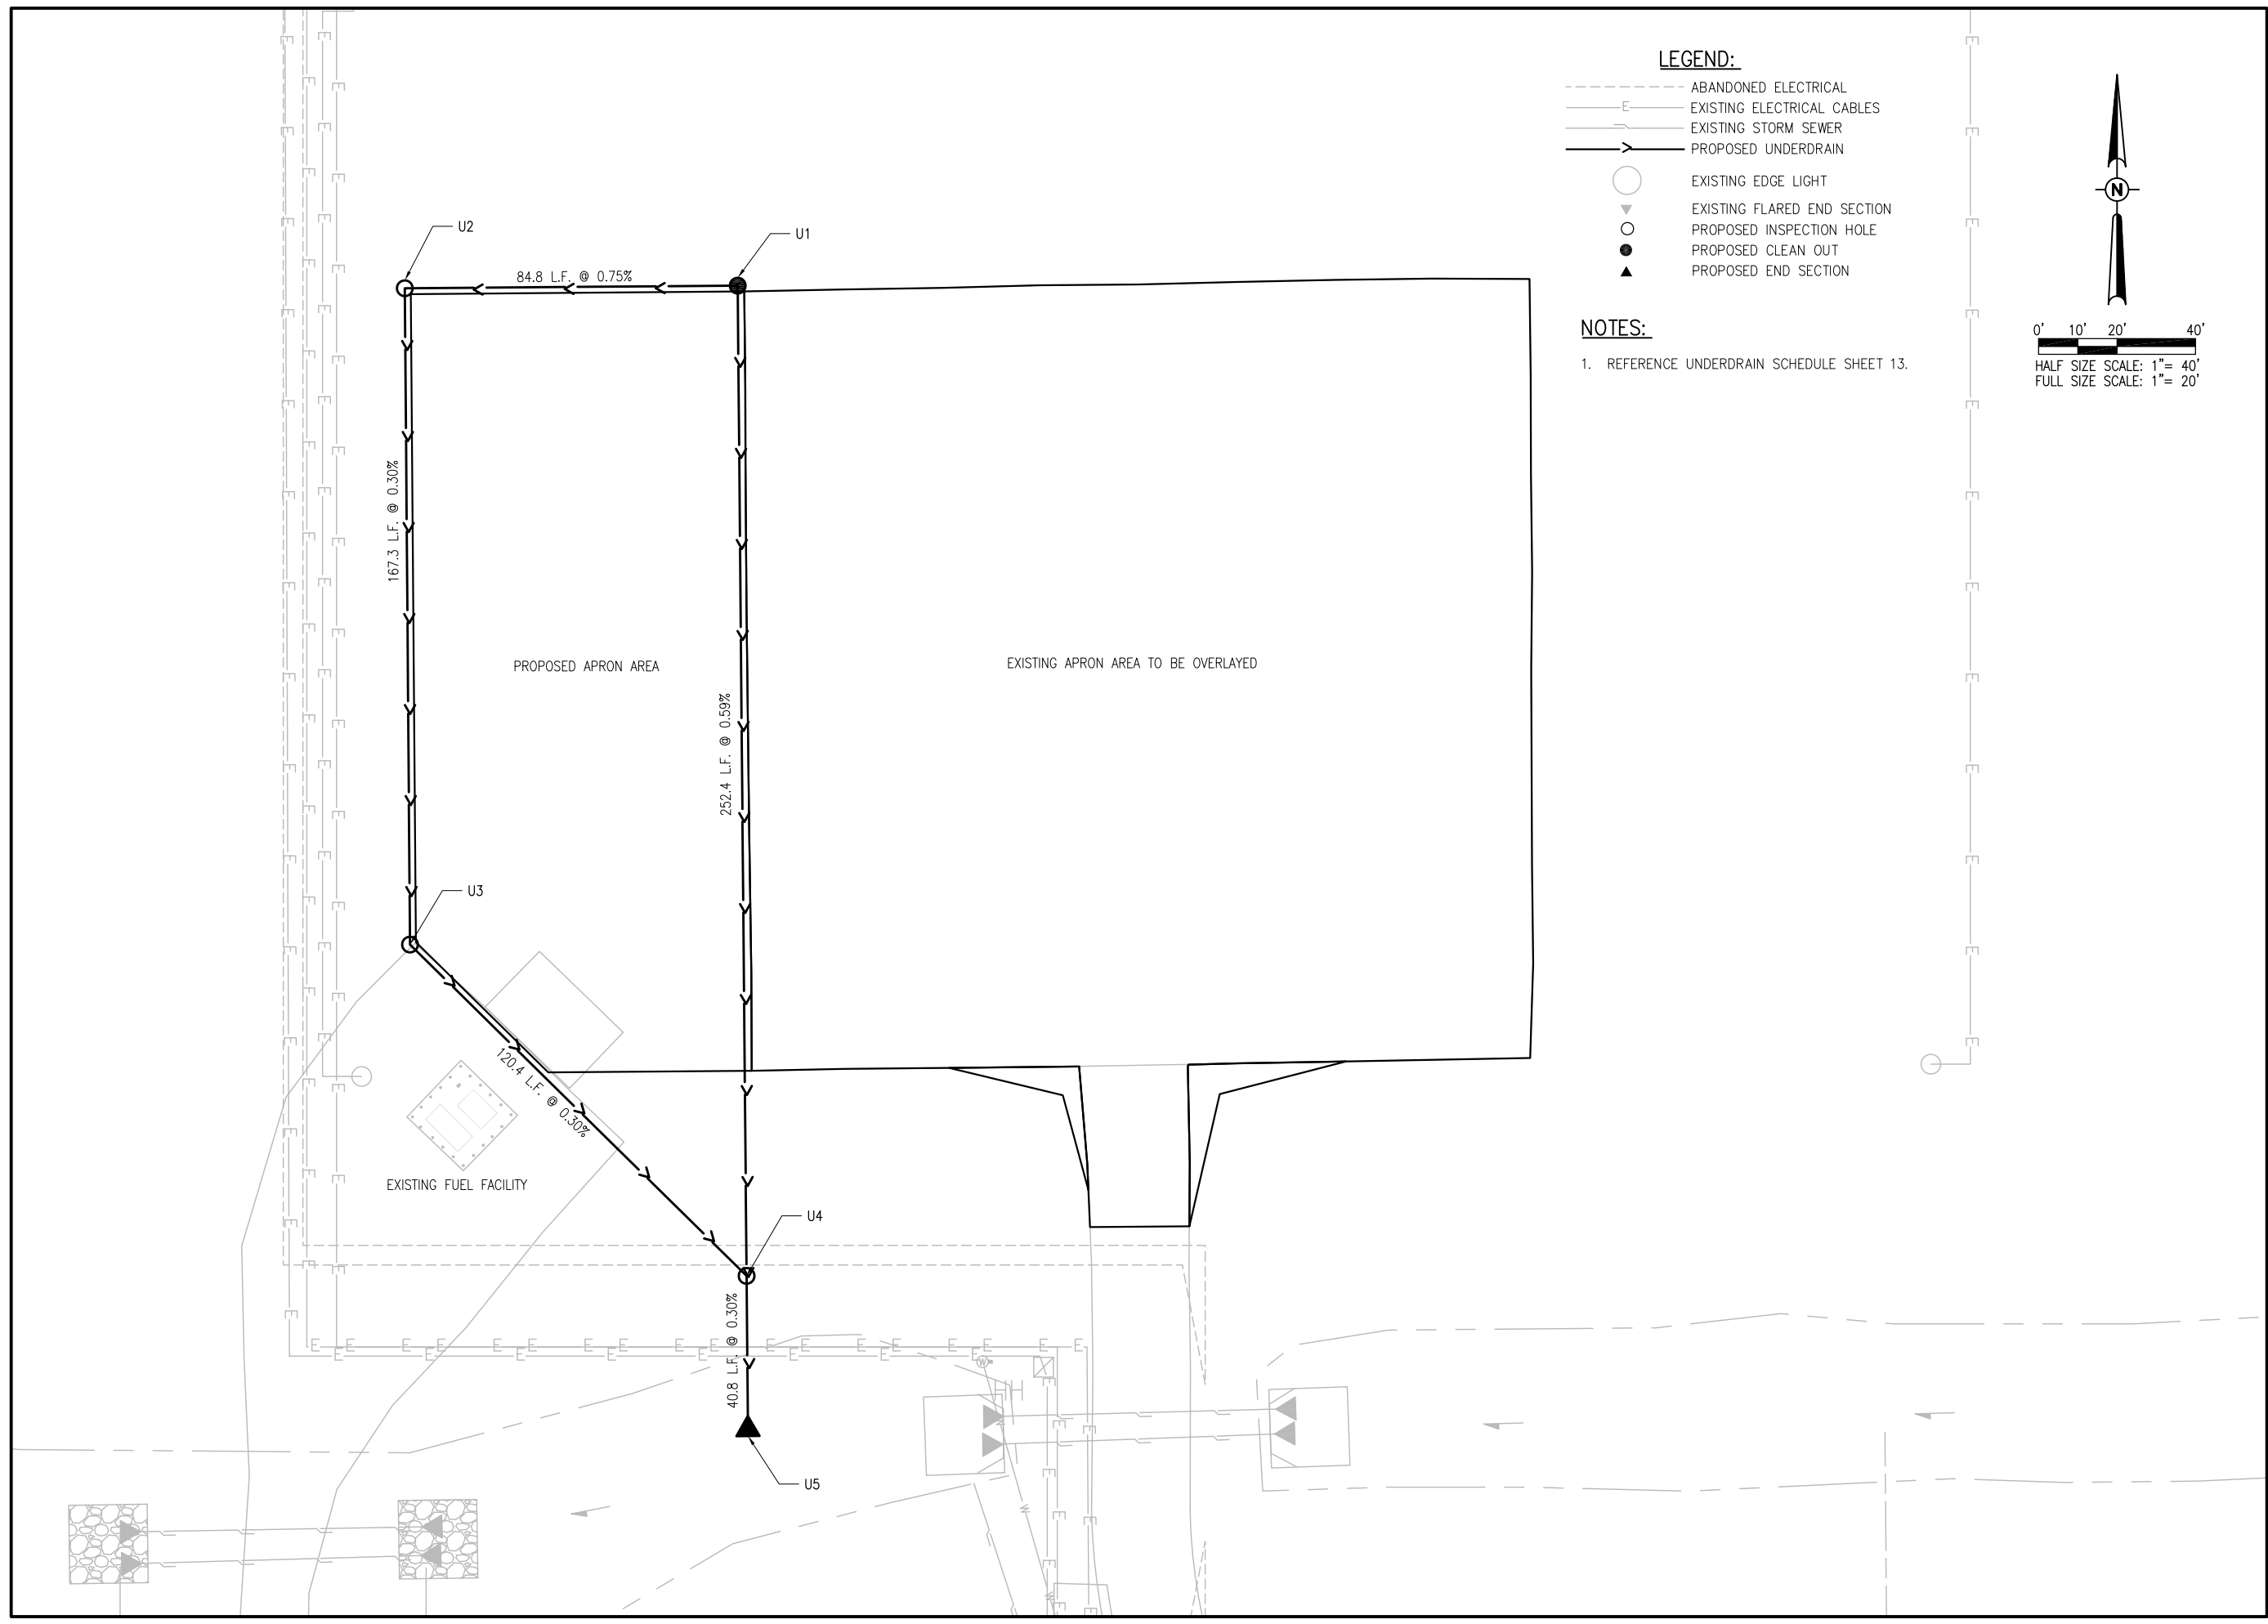 LEGEND:
ABANDONED ELECTRICAL
E
EXISTING ELECTRICAL CABLES
EXISTING STORM SEWER
PROPOSED UNDERDRAIN
EXISTING EDGE LIGHT
EXISTING FLARED END SECTION
PROPOSED INSPECTION HOLE
PROPOSED CLEAN OUT
PROPOSED END SECTION
N
NOTES:
1. REFERENCE UNDERDRAIN SCHEDULE SHEET 13.
0' 10' 20' 40'
HALF SIZE SCALE: 1"= 40'
FULL SIZE SCALE: 1"= 20'
U2
U1
84.8 L.F. @ 0.75%
167.3 L.F. @ 0.30%
PROPOSED APRON AREA
EXISTING APRON AREA TO BE OVERLAYED
252.4 L.F. @ 0.59%
U3
120.4 L.F. @ 0.30%
EXISTING FUEL FACILITY
U4
40.8 L.F. @ 0.30%
E E E E E E E E E E E E E E E E E E
E E E E E E E E
W
U5